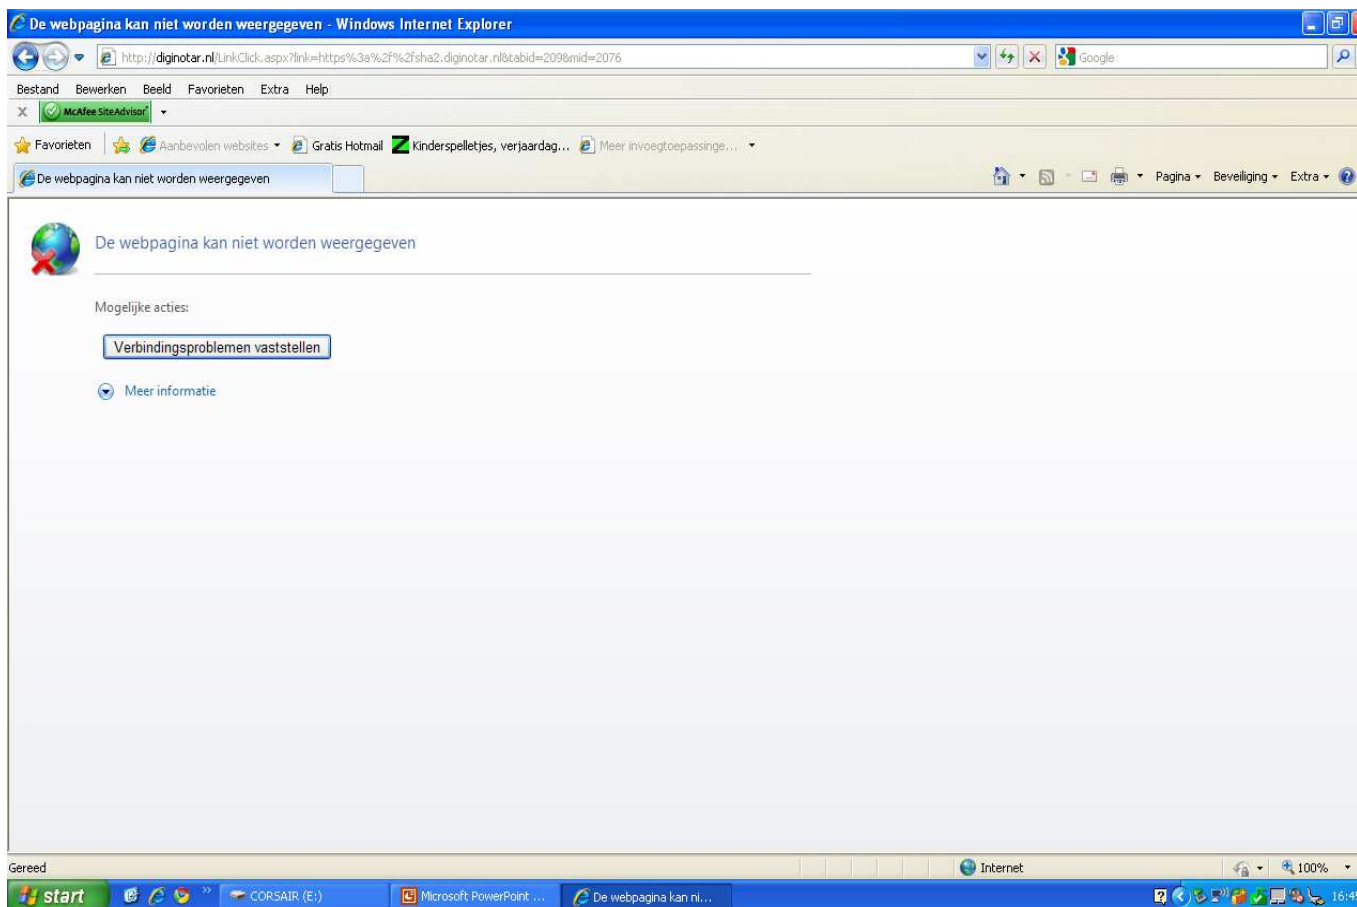 De webpagina kan niet worden weergegeven - Windows Internet Explorer
http://diginotar.nl/LinkClick.aspx?link=https%3a%2f%2fsha2.diginotar.nl&tabid=209&mid=2076 Google
Bestand Bewerken Beeld Favorieten Extra Help
X McAfee SiteAdvisor
Favorieten Aanbevolen websites Gratis Hotmail Kinderspelletjes, verjaardag... Meer invoegtoepassinge...
De webpagina kan niet worden weergegeven Pagina Beveiliging Extra
De webpagina kan niet worden weergegeven
Mogelijke acties:
Verbindingsproblemen vaststellen
Meer informatie
Gereed Internet 100%
start CORSAIR (E:) Microsoft PowerPoint ... De webpagina kan ni...